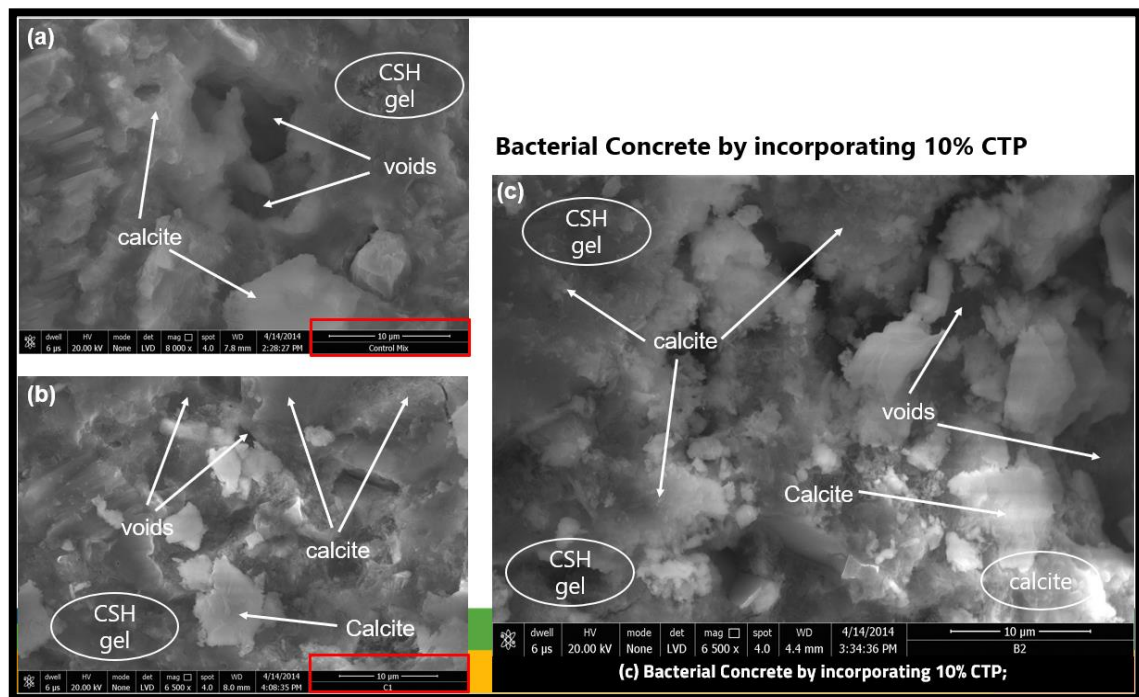 (a)
CSH
gel
voids
calcite
dwell HV mode det mag spot WD 4/14/2014 10 µm
6 µs 20.00 kV None LVD 8 000 x 4.0 7.8 mm 2:28:27 PM Control Mix
(b)
voids
calcite
CSH
gel
Calcite
dwell HV mode det mag spot WD 4/14/2014 10 µm
6 µs 20.00 kV None LVD 6 500 x 4.0 8.0 mm 4:08:35 PM C1
Bacterial Concrete by incorporating 10% CTP
(c)
CSH
gel
calcite
voids
Calcite
CSH
gel
calcite
dwell HV mode det mag spot WD 4/14/2014 10 µm
6 µs 20.00 kV None LVD 6 500 x 4.0 4.4 mm 3:34:36 PM B2
(c) Bacterial Concrete by incorporating 10% CTP;